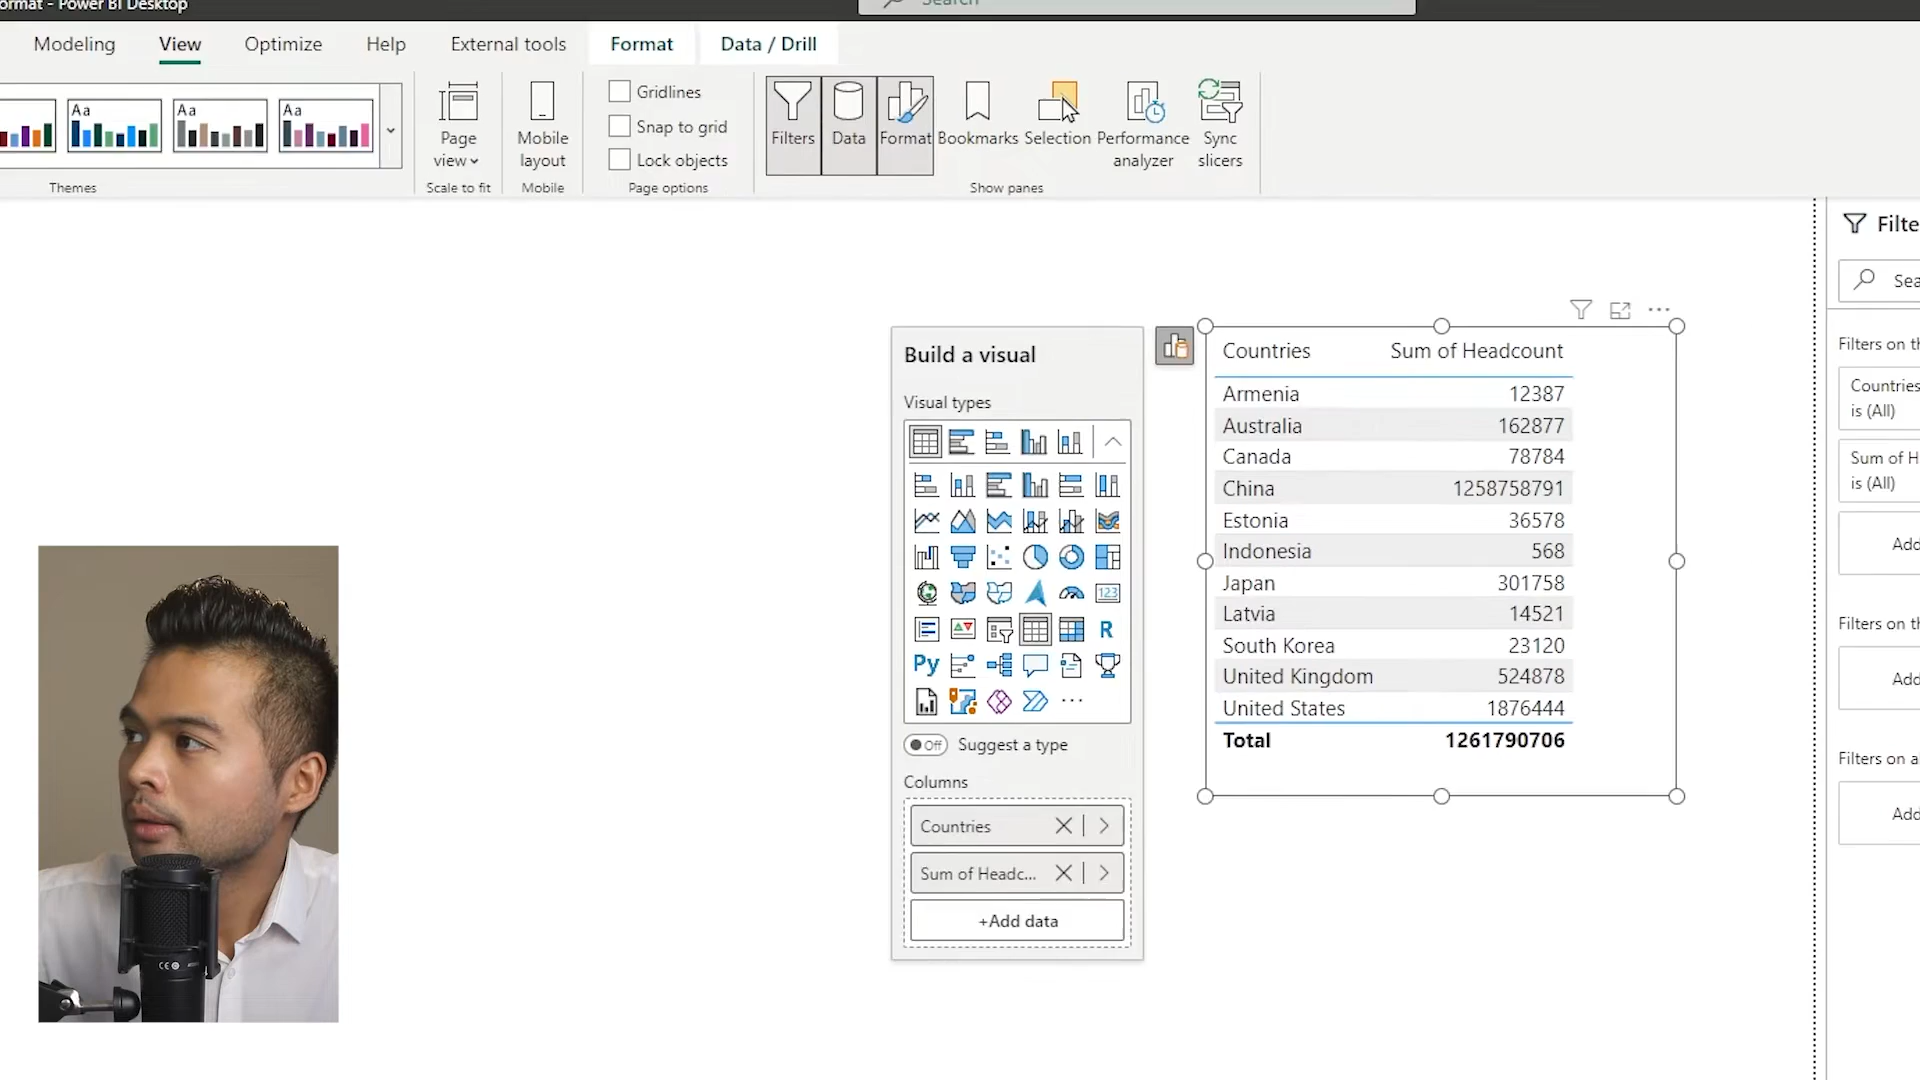 ormat - Power BI Desktop
Search
Modeling
View
Optimize
Help
External tools
Format
Data / Drill
Aa
Aa
Aa
Themes
Page view
Scale to fit
Mobile layout
Mobile
Gridlines
Snap to grid
Lock objects
Page options
Filters
Data
Format
Bookmarks
Selection
Performance analyzer
Sync slicers
Show panes
Build a visual
Visual types
123
R
Py
Off
Suggest a type
Columns
Countries
Sum of Headc...
+Add data
Countries Sum of Headcount
Armenia 12387
Australia 162877
Canada 78784
China 1258758791
Estonia 36578
Indonesia 568
Japan 301758
Latvia 14521
South Korea 23120
United Kingdom 524878
United States 1876444
Total 1261790706
Filte
Sea
Filters on th
Countries
is (All)
Sum of H
is (All)
Add
Filters on th
Add
Filters on a
Add